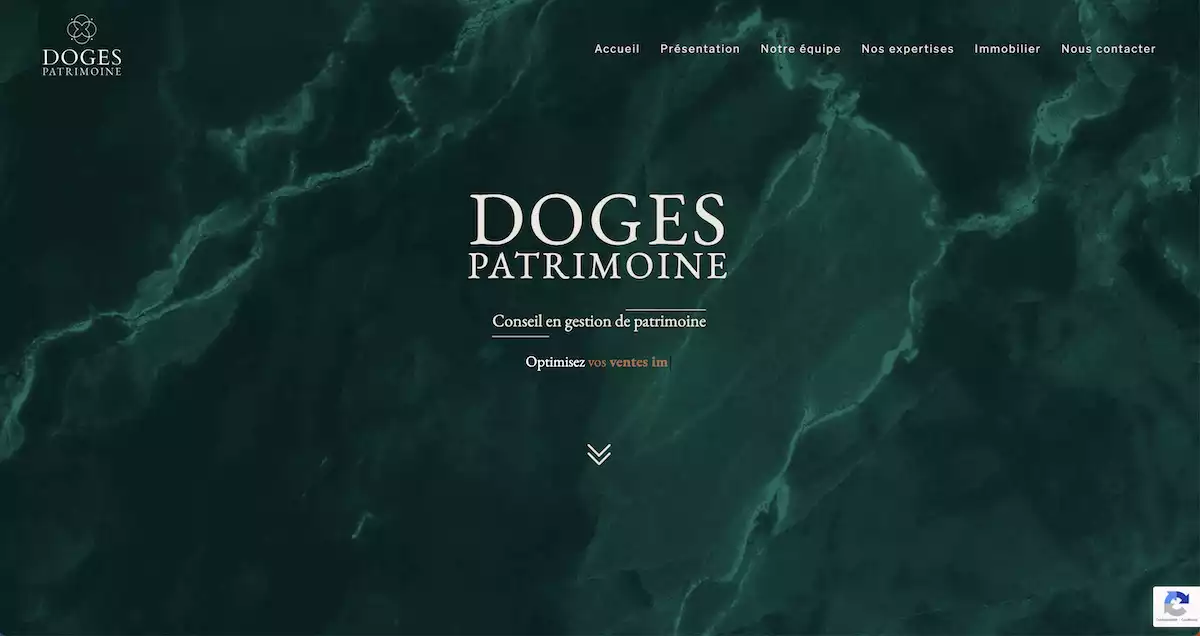 DOGES
PATRIMOINE
Accueil Présentation Notre équipe Nos expertises Immobilier Nous contacter
DOGES
PATRIMOINE
Conseil en gestion de patrimoine
Optimisez vos ventes im